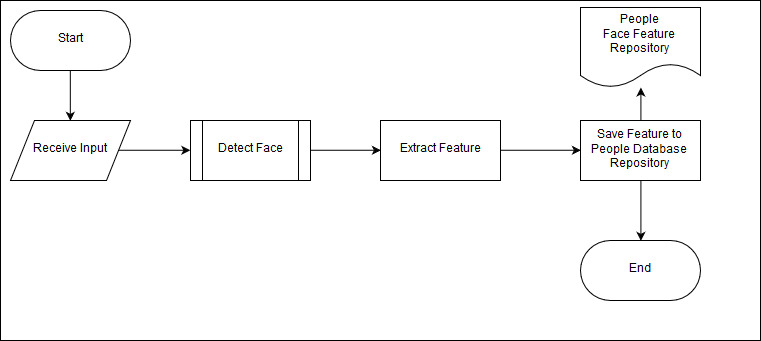 Start
People
Face Feature
Repository
Receive Input
Detect Face
Extract Feature
Save Feature to
People Database
Repository
End